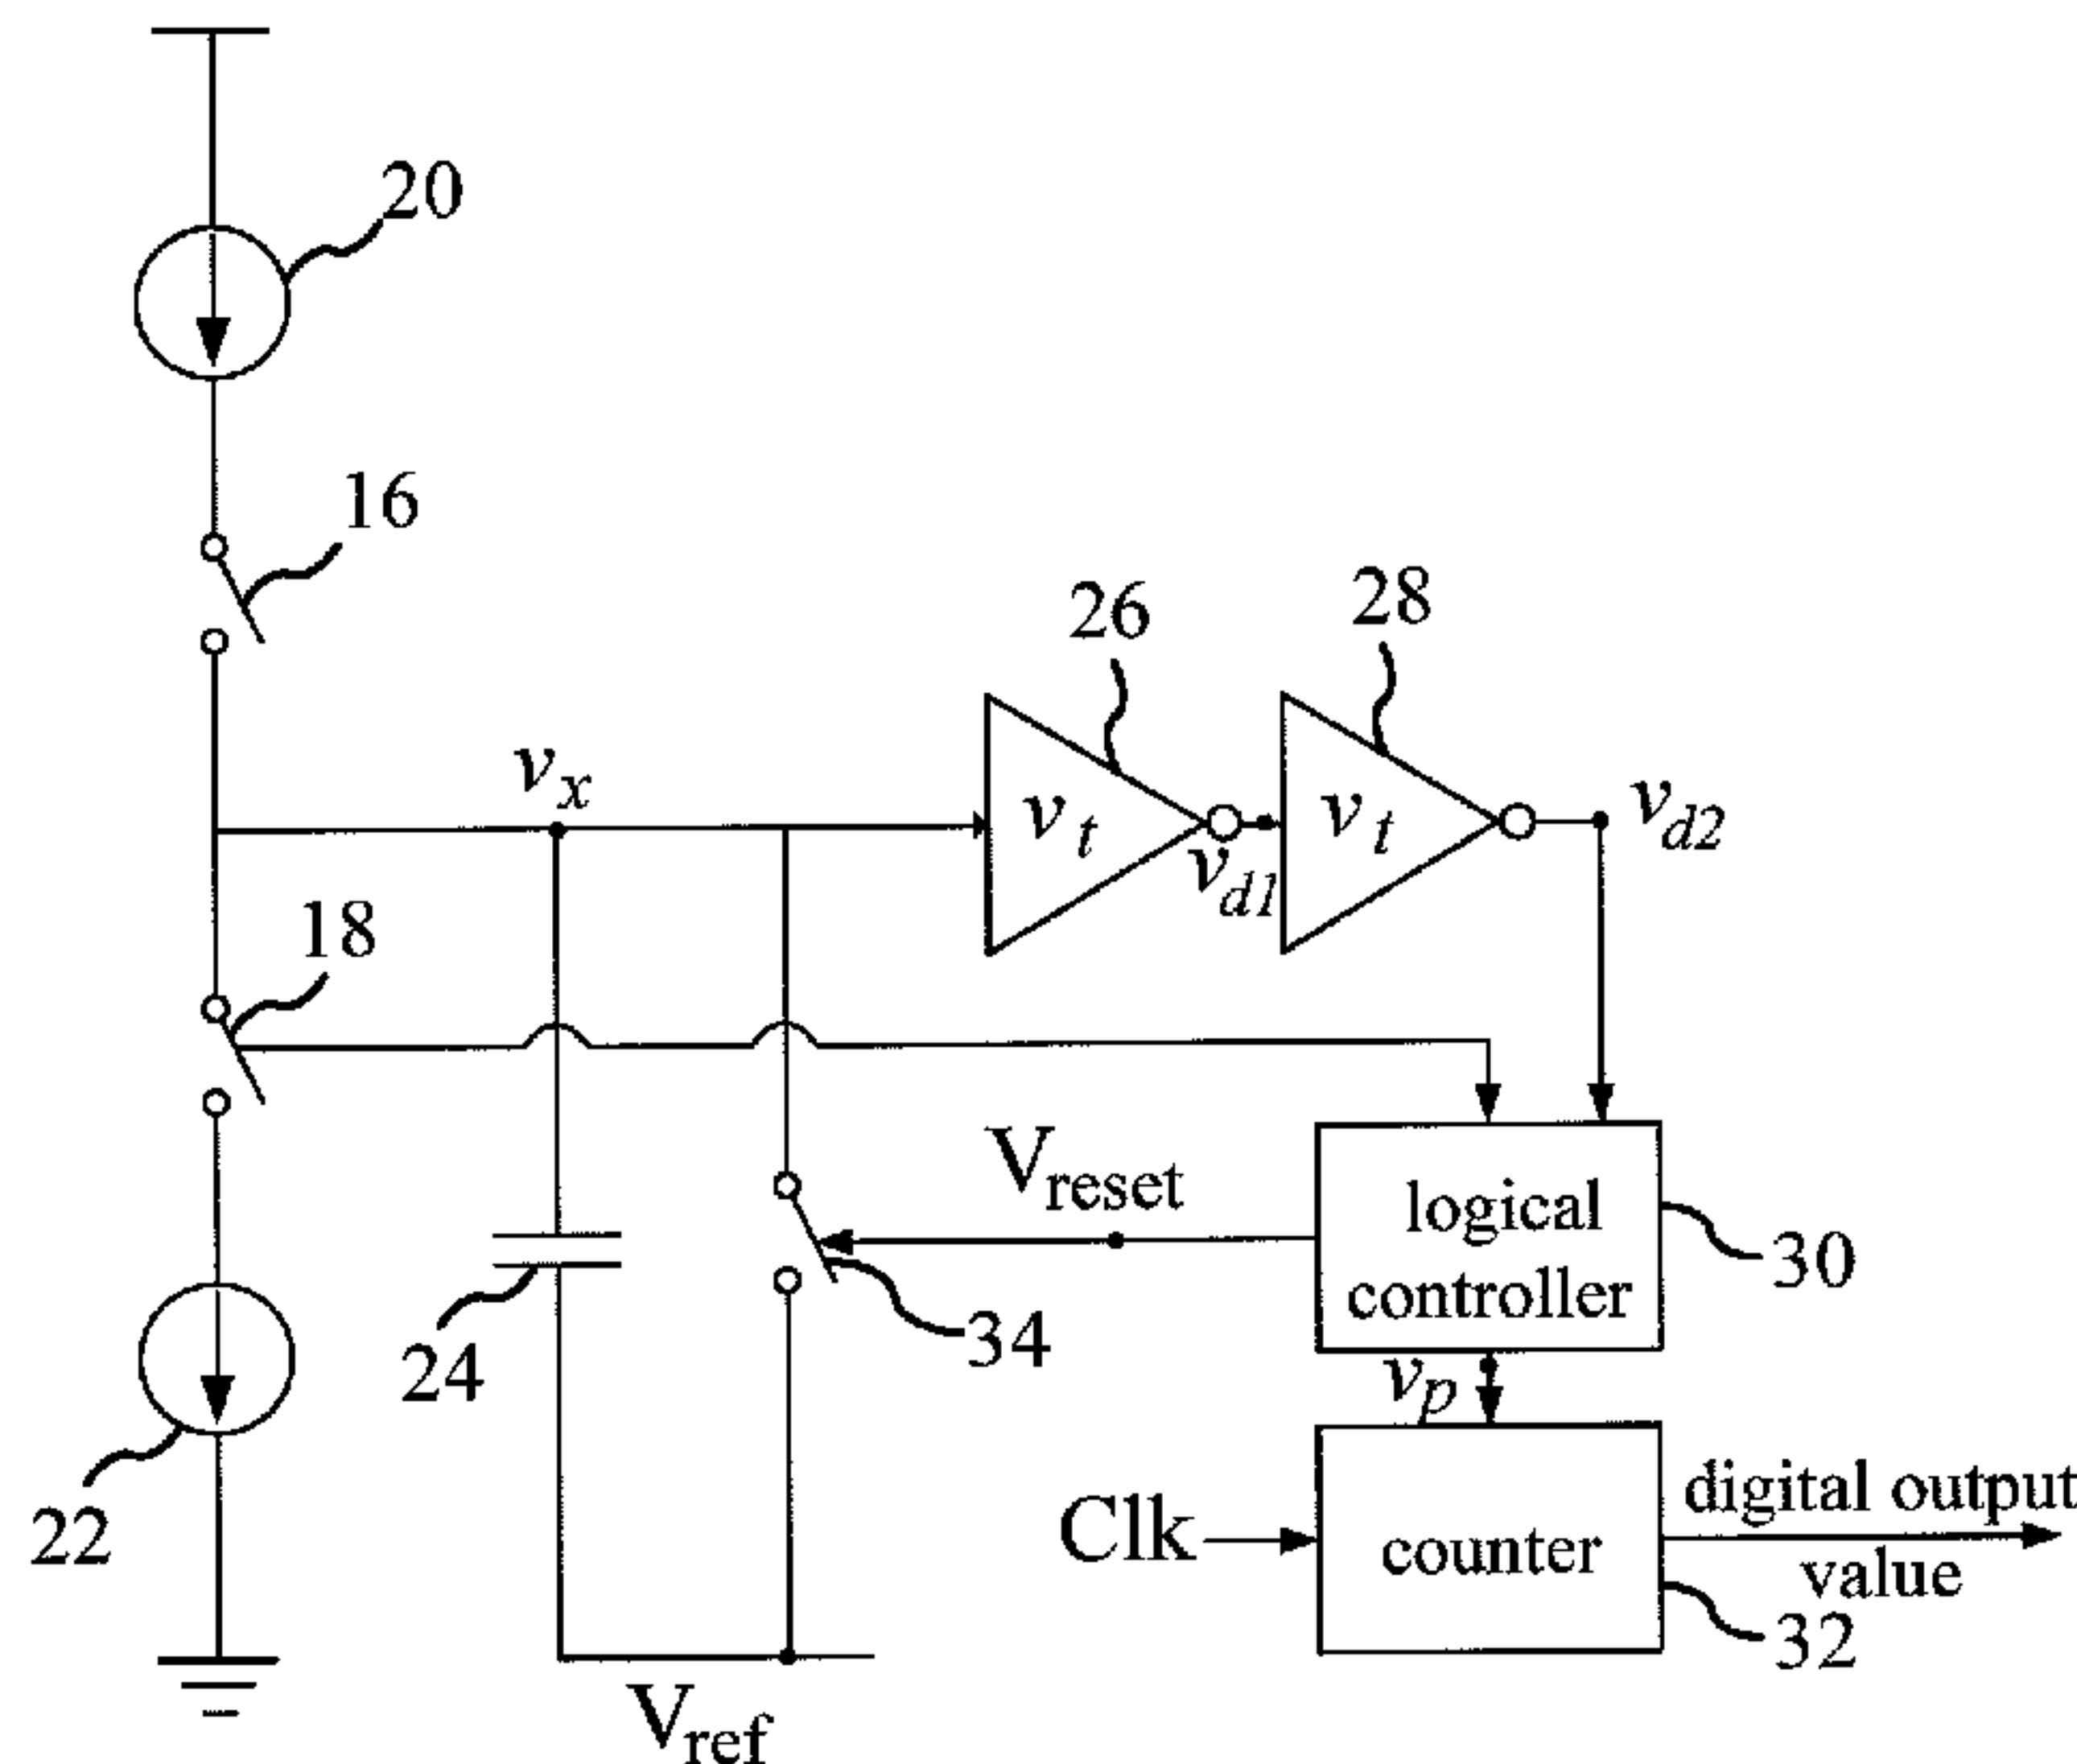 20
16
26
28
v_x
v_t
v_t
v_d2
v_d1
18
V_reset
logical
controller
30
34
24
v_p
22
Clk
counter
digital output
value
32
V_ref